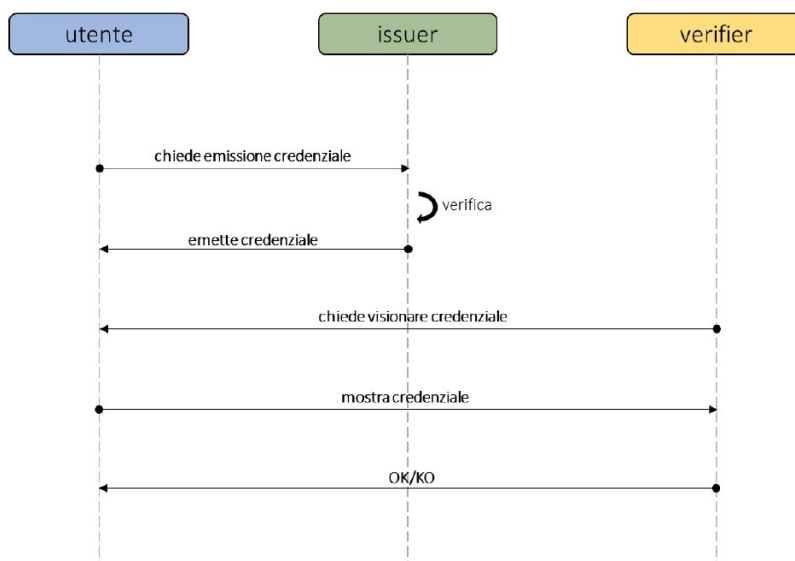 utente
issuer
verifier
chiede emissione credenziale
verifica
emette credenziale
chiede visionare credenziale
mostra credenziale
OK/KO